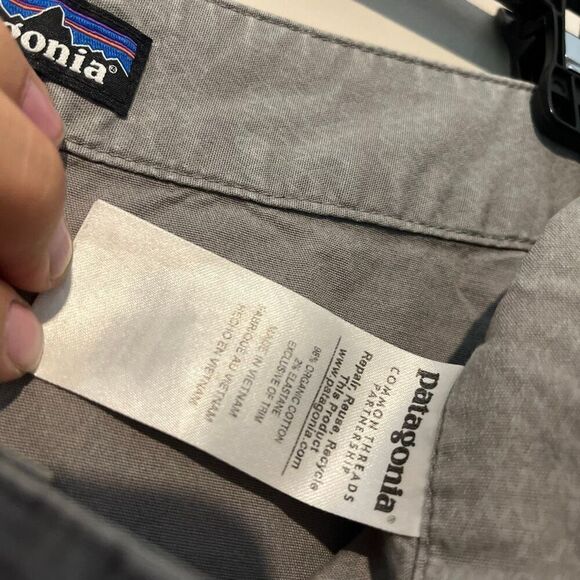 gonia®
patagonia®
COMMON THREADS
PARTNERSHIP
Repair, Reuse, Recycle
This Product
www.patagonia.com
98% ORGANIC COTTON
2% ELASTANE
EXCLUSIVE OF TRIM
MADE IN VIETNAM
FABRIQUÉ AU VIETNAM
HECHO EN VIETNAM